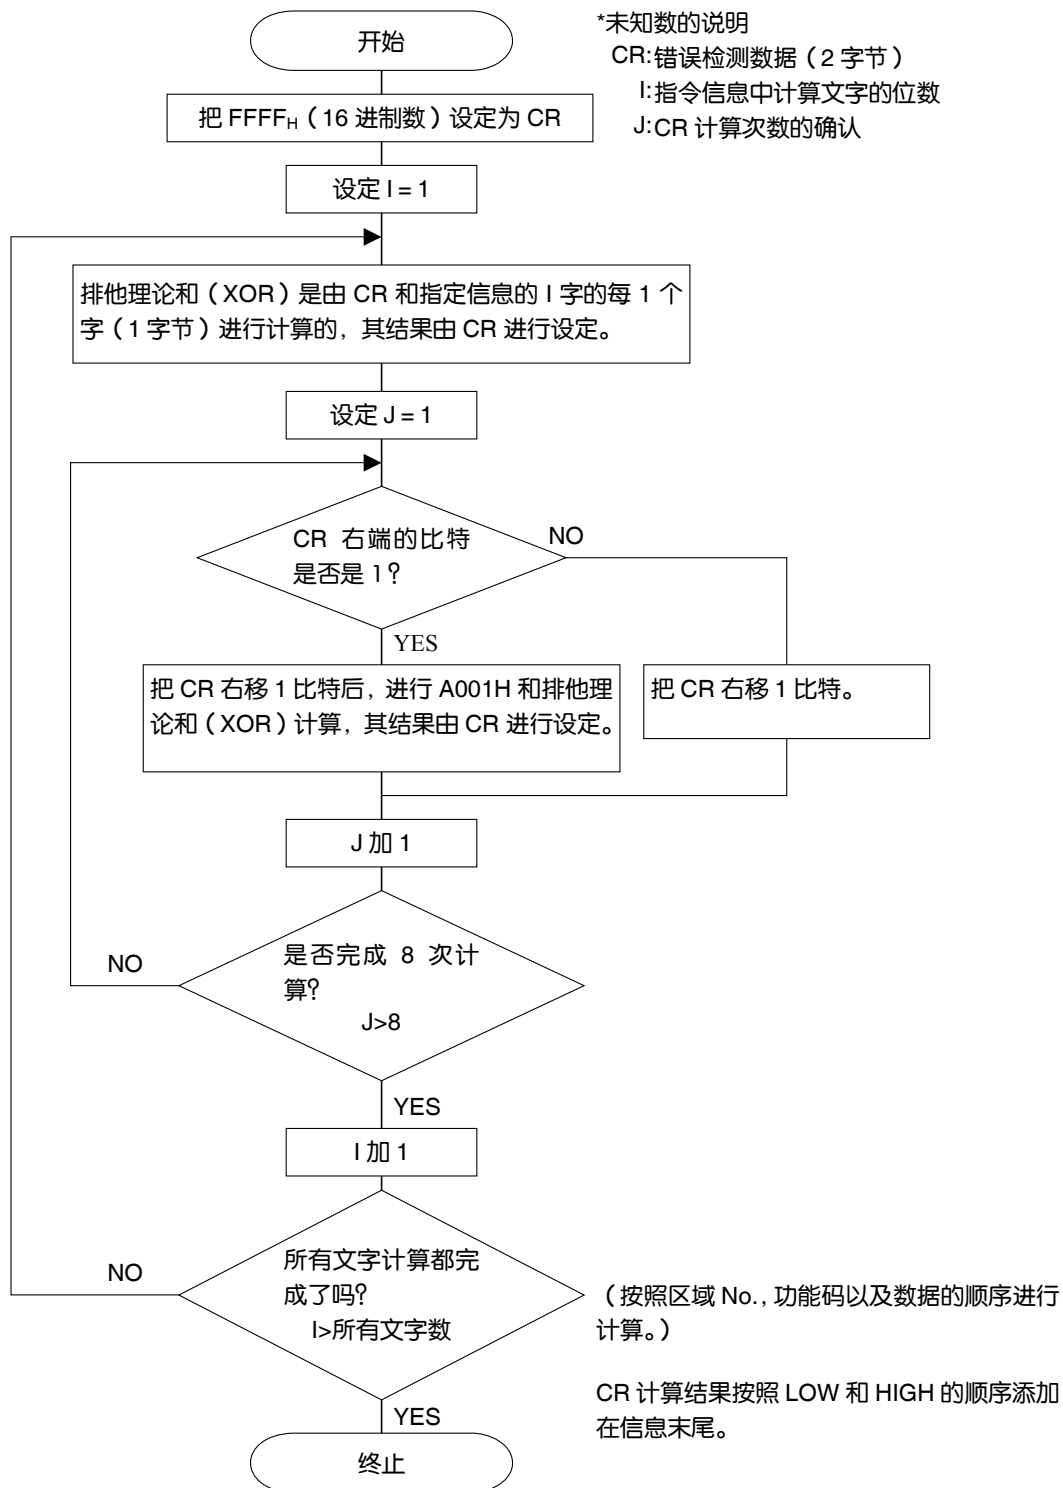 开始
*未知数的说明
CR:错误检测数据（2 字节）
I:指令信息中计算文字的位数
J:CR 计算次数的确认
把 FFFFH（16 进制数）设定为 CR
设定 I = 1
排他理论和（XOR）是由 CR 和指定信息的 I 字的每 1 个
字（1 字节）进行计算的，其结果由 CR 进行设定。
设定 J = 1
CR 右端的比特
是否是 1？
NO
YES
把 CR 右移 1 比特后，进行 A001H 和排他理
论和（XOR）计算，其结果由 CR 进行设定。
把 CR 右移 1 比特。
J 加 1
是否完成 8 次计
算？
J>8
NO
YES
I 加 1
所有文字计算都完
成了吗？
I>所有文字数
NO
（按照区域 No.，功能码以及数据的顺序进行
计算。）
CR 计算结果按照 LOW 和 HIGH 的顺序添加
在信息末尾。
YES
终止